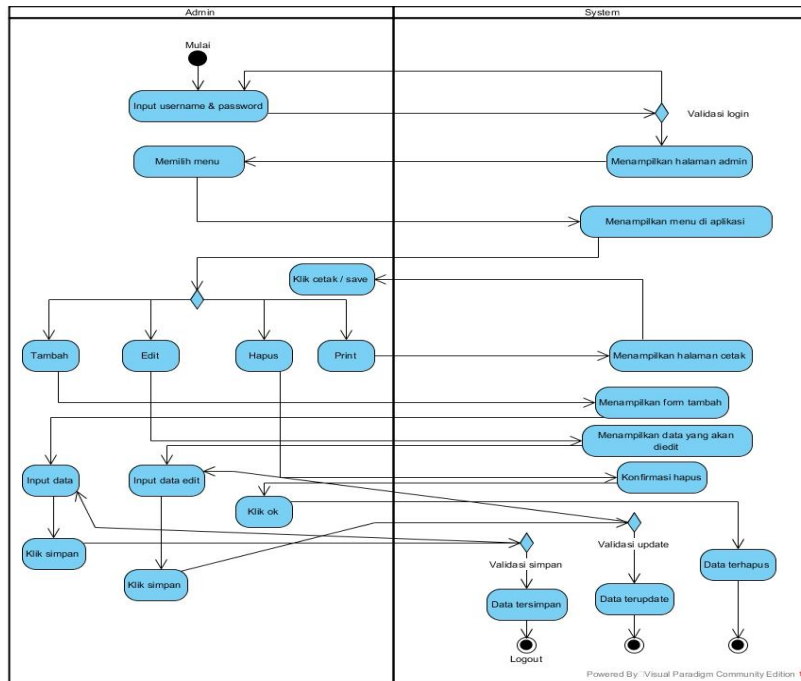 Admin
System
Mulai
Input username & password
Validasi login
Memilih menu
Menampilkan halaman admin
Menampilkan menu di aplikasi
Klik cetak / save
Tambah
Edit
Hapus
Print
Menampilkan halaman cetak
Menampilkan form tambah
Menampilkan data yang akan
diedit
Input data
Input data edit
Konfirmasi hapus
Klik ok
Klik simpan
Validasi simpan
Validasi update
Data terhapus
Klik simpan
Data tersimpan
Data terupdate
Logout
Powered By Visual Paradigm Community Edition